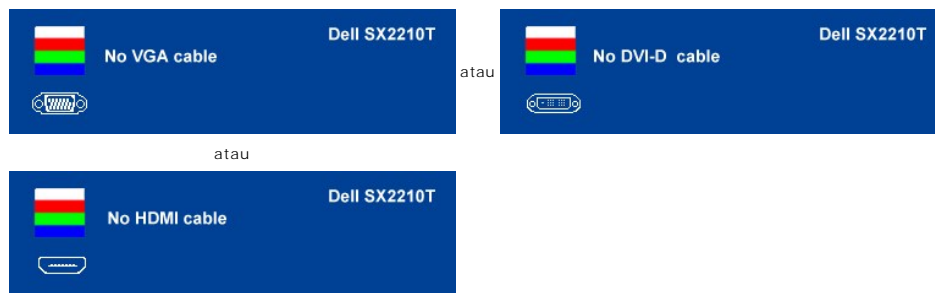 Dell SX2210T
No VGA cable
atau
Dell SX2210T
No DVI-D cable
atau
Dell SX2210T
No HDMI cable